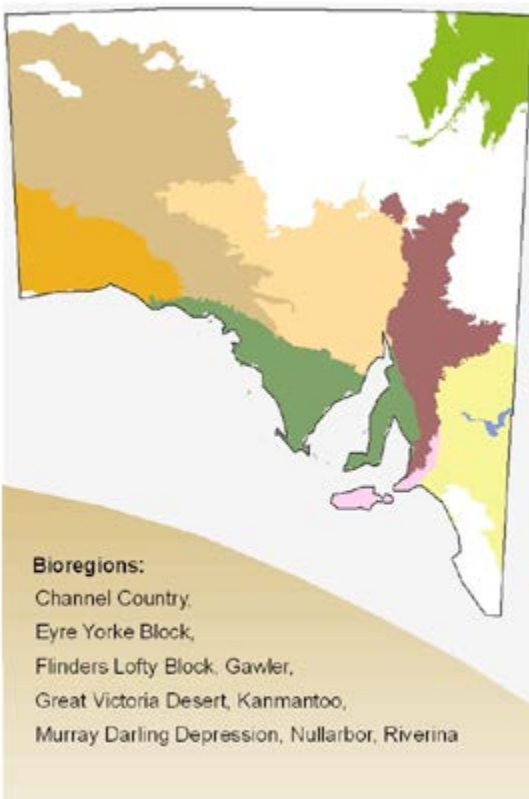 Bioregions:
Channel Country,
Eyre Yorke Block,
Flinders Lofty Block, Gawler,
Great Victoria Desert, Kanmantoo,
Murray Darling Depression, Nullarbor, Riverina